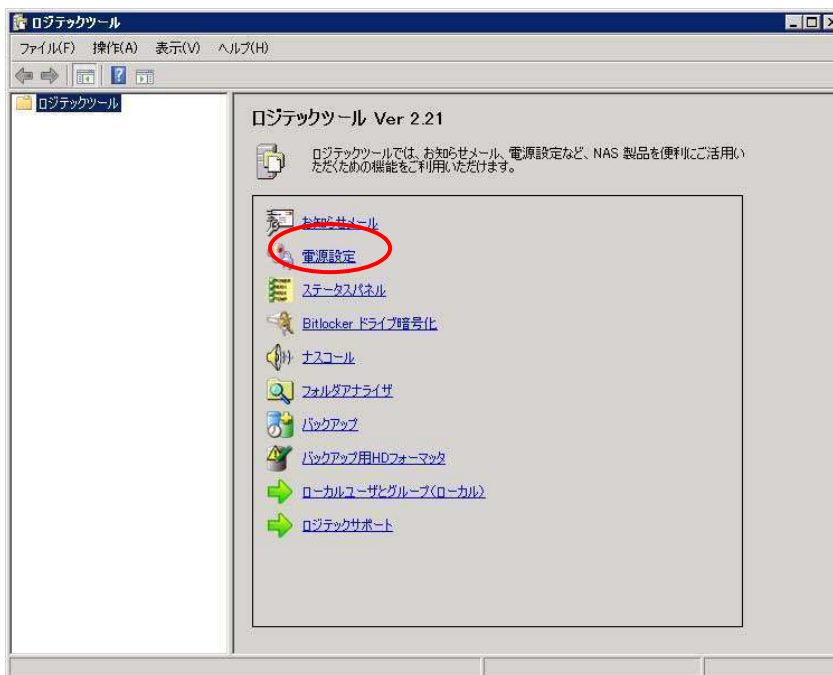 ロジテックツール
ファイル(F) 操作(A) 表示(V) ヘルプ(H)
ロジテックツール
ロジテックツール Ver 2.21
ロジテックツールでは、お知らせメール、電源設定など、NAS 製品を便利にご活用い
ただくための機能をご利用いただけます。
お知らせメール
電源設定
ステータスパネル
Bitlocker ドライブ暗号化
ナスコール
フォルダアナライザ
バックアップ
バックアップ用HDフォーマッタ
ローカルユーザとグループ(ローカル)
ロジテックサポート